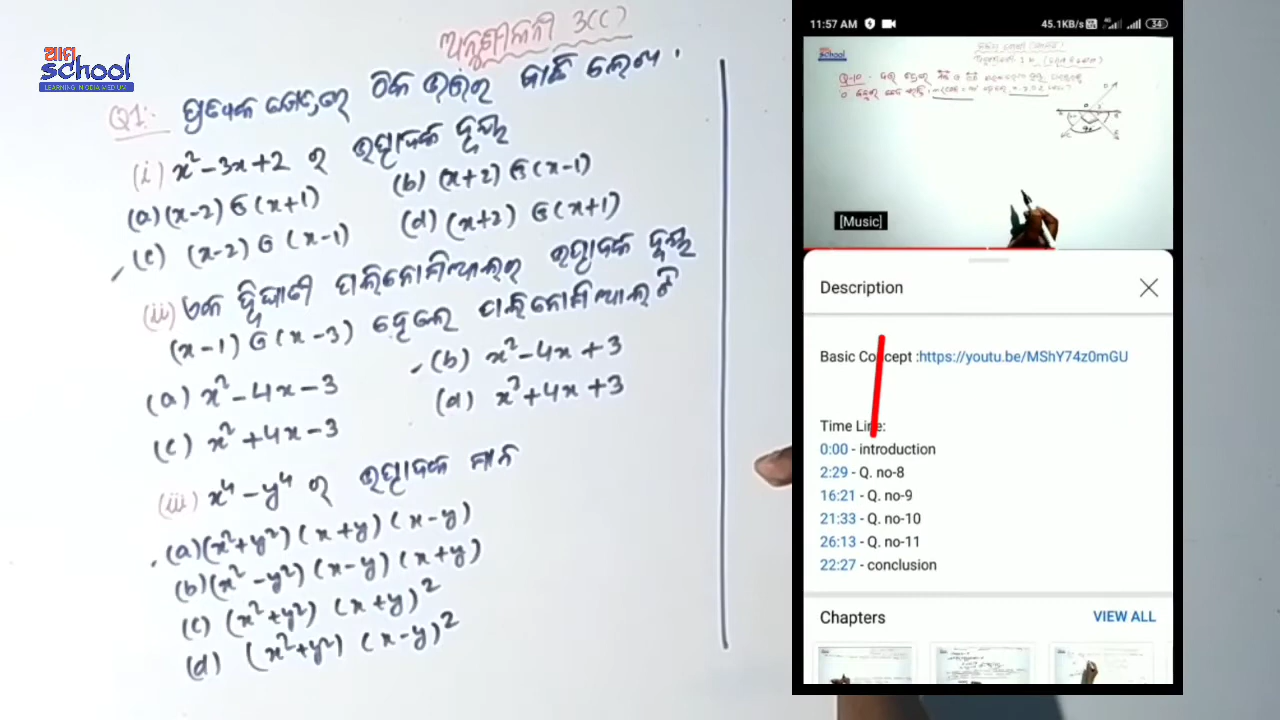 ଆମ
school
LEARNING IN ODIA MEDIUM
ଅନୁଶୀଳନୀ 3(C)
Q1: ପ୍ରତ୍ୟେକ କ୍ଷେତ୍ରରେ ଠିକ୍ ଉତ୍ତର ବାଛି ଲେଖ .
(i) x²-3x+2 ର ଉତ୍ପାଦକ ଦ୍ୱୟ
(a) (x-2) ଓ (x+1) (b) (x+2) ଓ (x-1)
(c) (x-2) ଓ (x-1) (d) (x+2) ଓ (x+1)
(ii) ଏକ ଦ୍ୱିଘାତୀ ପଲିନୋମିଆଲର ଉତ୍ପାଦକ ଦ୍ୱୟ
(x-1) ଓ (x-3) ହେଲେ ପଲିନୋମିଆଲ ଟି
(a) x²-4x-3 (b) x²-4x+3
(c) x²+4x-3 (d) x²+4x+3
(iii) x⁴-y⁴ ର ଉତ୍ପାଦକ ମାନ
(a) (x²+y²) (x+y) (x-y)
(b) (x²-y²) (x-y) (x+y)
(c) (x²+y²) (x+y)²
(d) (x²+y²) (x-y)²
11:57 AM 45.1KB/s 34
school
Q-10
[Music]
Description
Basic Concept :https://youtu.be/MShY74z0mGU
Time Line:
0:00 - introduction
2:29 - Q. no-8
16:21 - Q. no-9
21:33 - Q. no-10
26:13 - Q. no-11
22:27 - conclusion
Chapters VIEW ALL